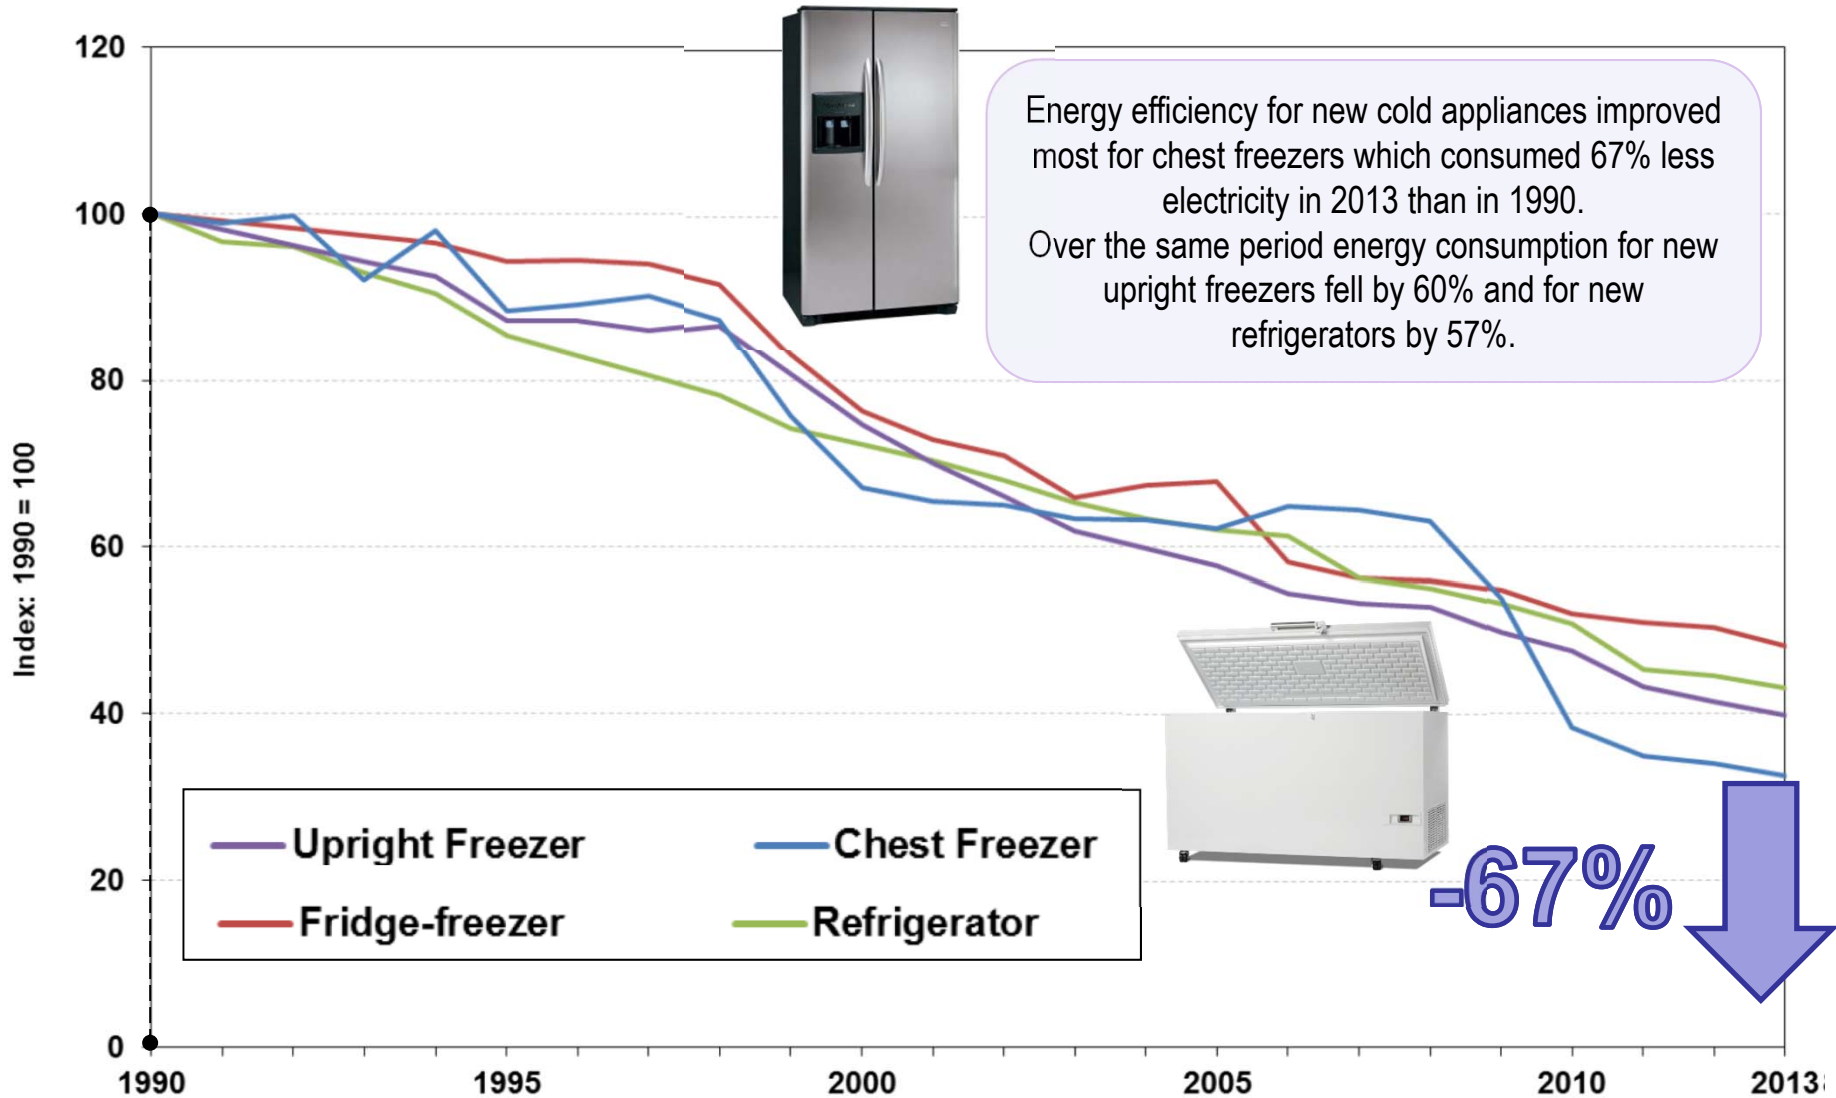 120
100
80
60
40
20
0
Index: 1990 = 100
Energy efficiency for new cold appliances improved
most for chest freezers which consumed 67% less
electricity in 2013 than in 1990.
Over the same period energy consumption for new
upright freezers fell by 60% and for new
refrigerators by 57%.
Upright Freezer
Chest Freezer
Fridge-freezer
Refrigerator
-67%
1990
1995
2000
2005
2010
2013